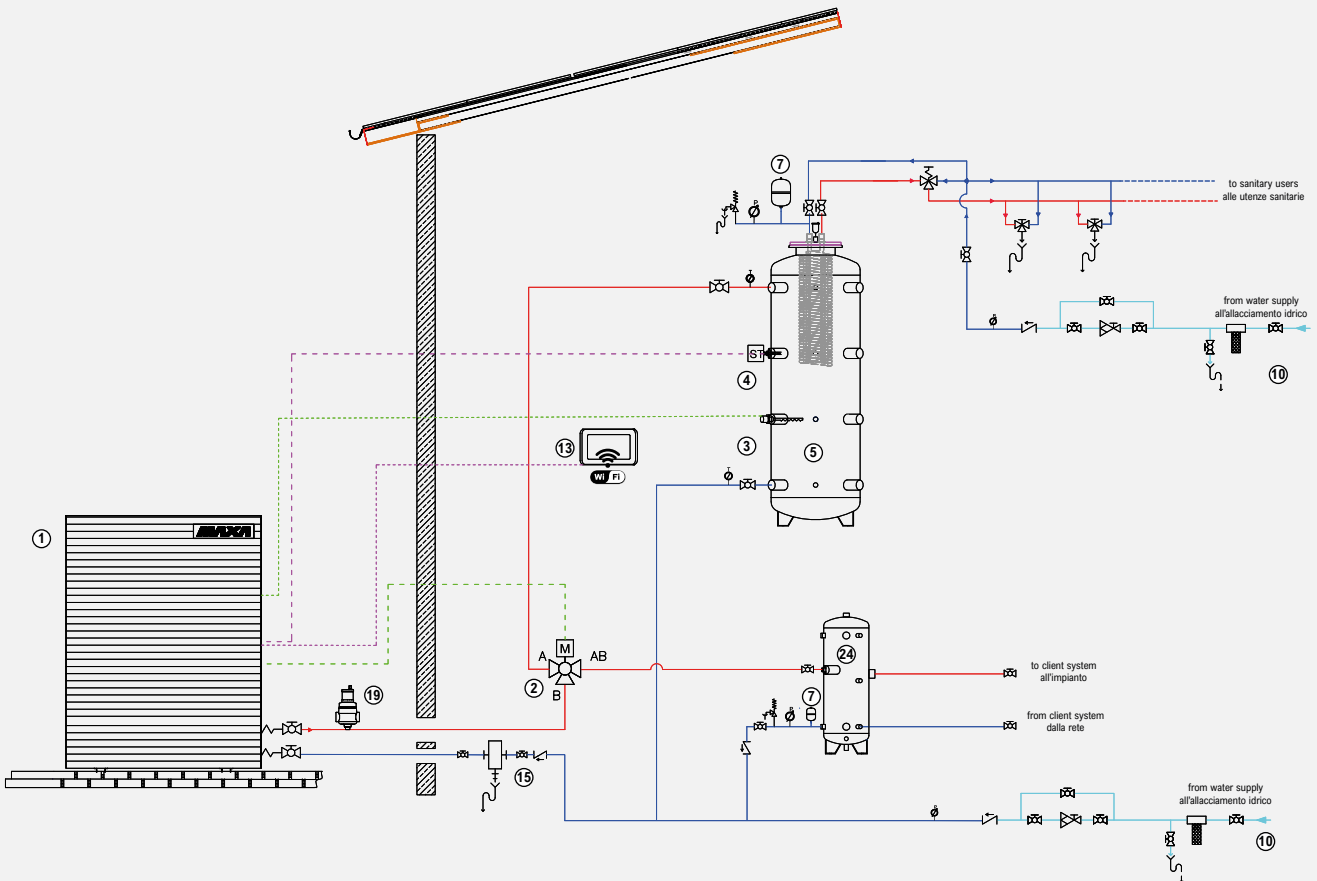 7
to sanitary users
alle utenze sanitarie
from water supply
all'allacciamento idrico
10
T
P
ST
4
13
Wi Fi
3
5
T
1
MAXA
M
A
AB
2
B
19
24
to client system
all'impianto
7
P
from client system
dalla rete
15
from water supply
all'allacciamento idrico
10